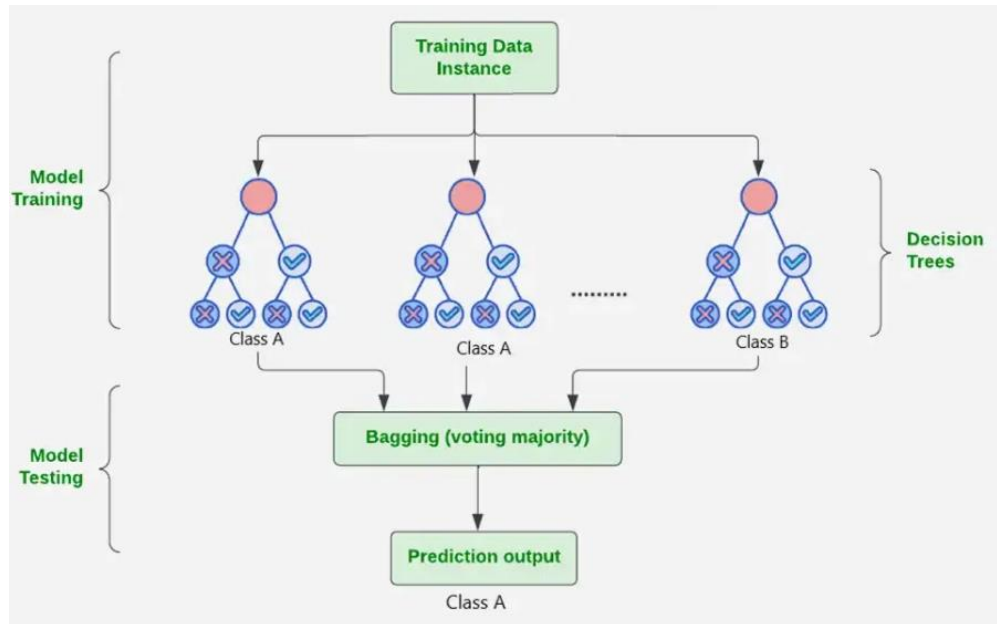 Training Data
Instance
Model
Training
Decision
Trees
.........
Class A
Class A
Class B
Bagging (voting majority)
Model
Testing
Prediction output
Class A